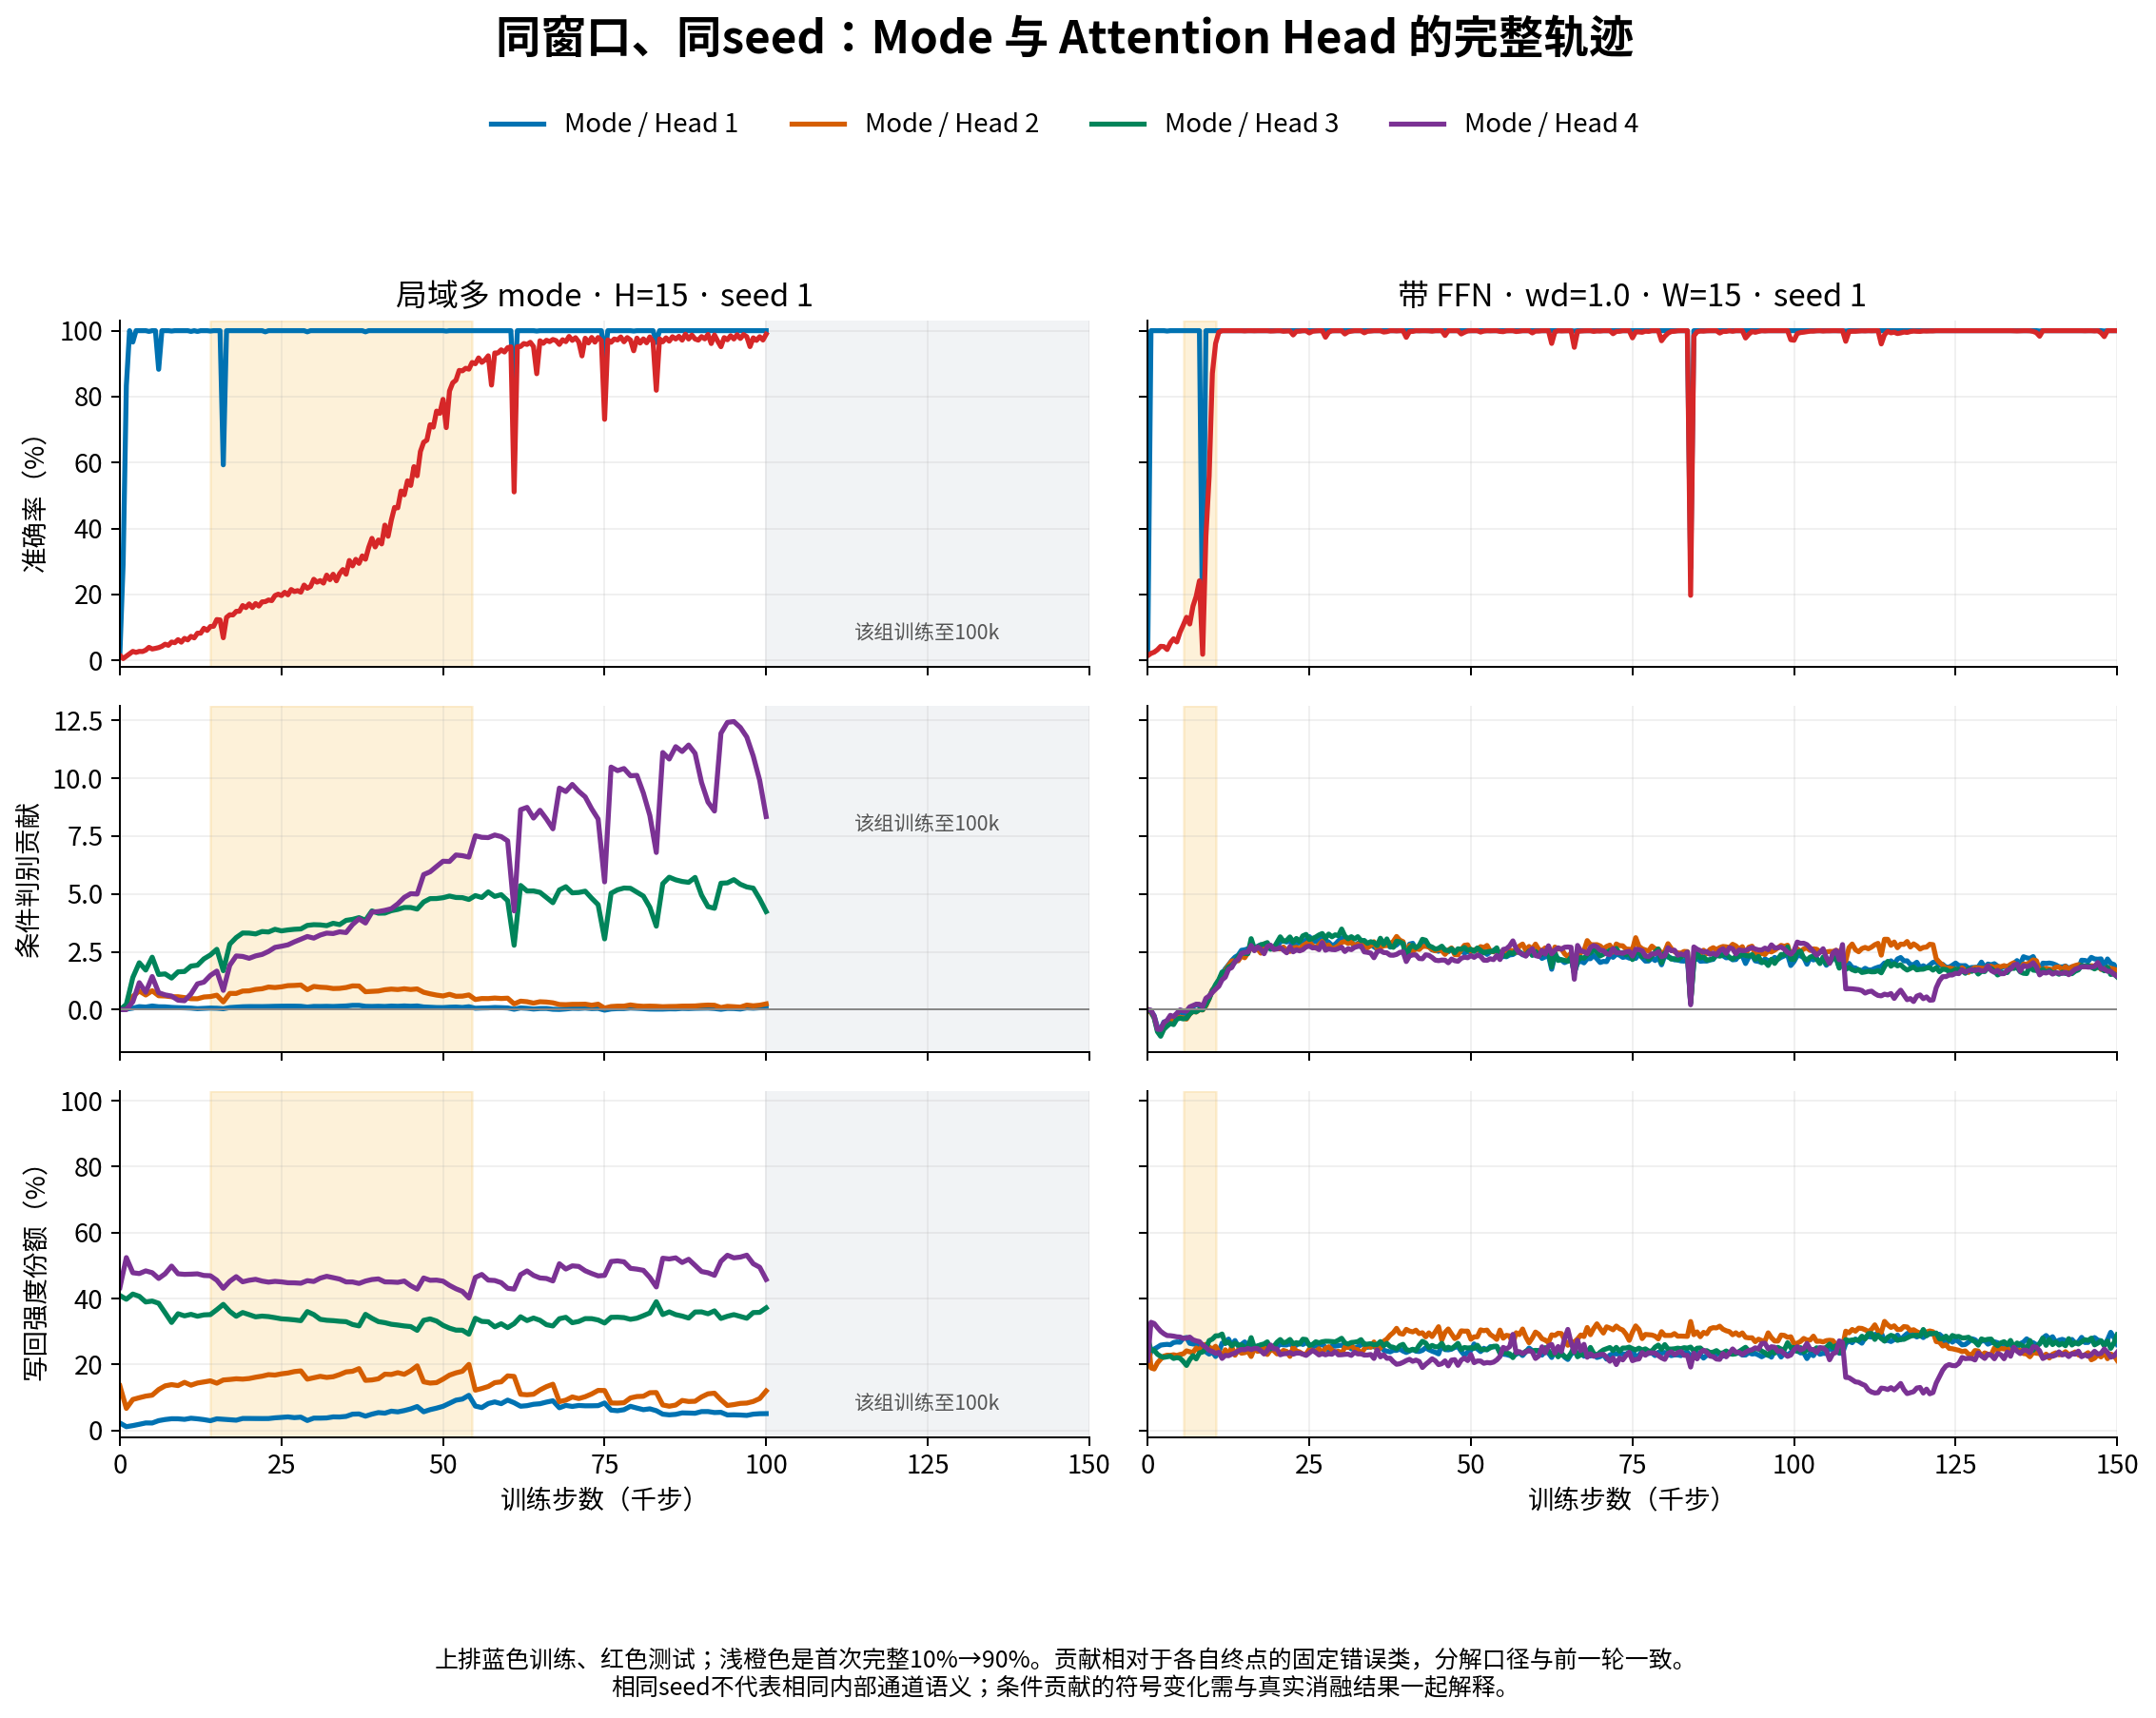 同窗口、同seed：Mode 与 Attention Head 的完整轨迹
Mode / Head 1
Mode / Head 2
Mode / Head 3
Mode / Head 4
局域多 mode · H=15 · seed 1
带 FFN · wd=1.0 · W=15 · seed 1
准确率（%）
100
80
60
40
20
0
该组训练至100k
条件判别贡献
12.5
10.0
7.5
5.0
2.5
0.0
该组训练至100k
写回强度份额（%）
100
80
60
40
20
0
该组训练至100k
0 25 50 75 100 125 150
0 25 50 75 100 125 150
训练步数（千步）
训练步数（千步）
上排蓝色训练、红色测试；浅橙色是首次完整10%→90%。贡献相对于各自终点的固定错误类，分解口径与前一轮一致。
相同seed不代表相同内部通道语义；条件贡献的符号变化需与真实消融结果一起解释。